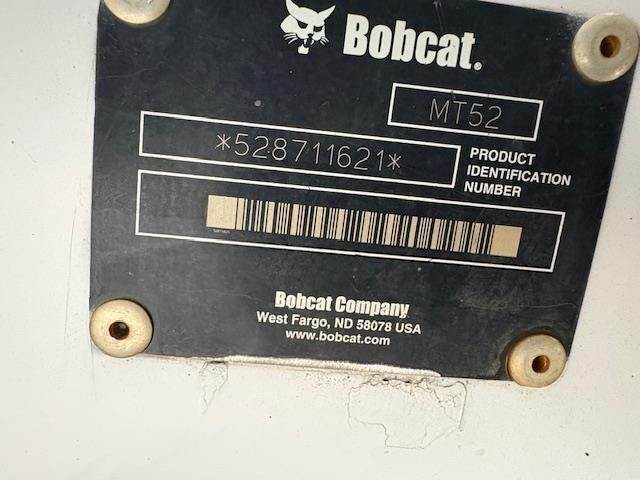 Bobcat.
MT52
*528711621*
PRODUCT
IDENTIFICATION
NUMBER
Bobcat Company
West Fargo, ND 58078 USA
www.bobcat.com